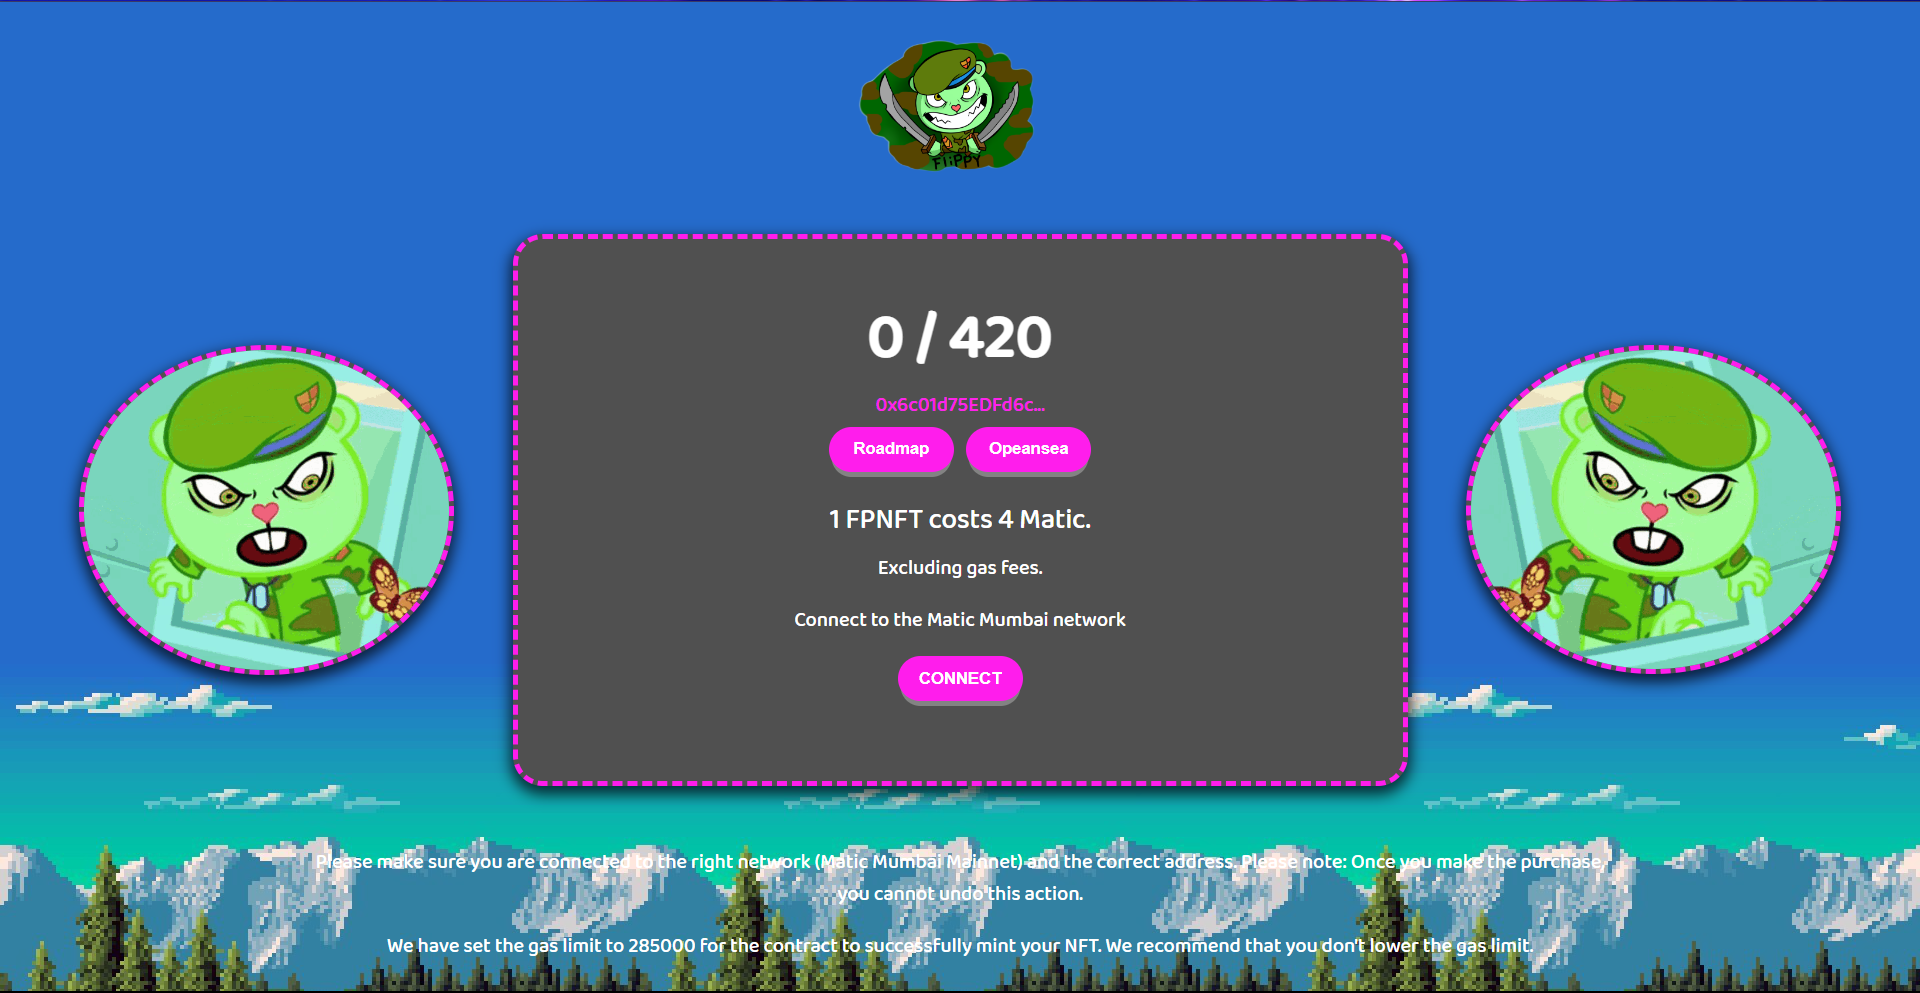 FliPPY
0 / 420
0x6c01d75EDFd6c...
Roadmap
Opeansea
1 FPNFT costs 4 Matic.
Excluding gas fees.
Connect to the Matic Mumbai network
CONNECT
Please make sure you are connected to the right network (Matic Mumbai Mainnet) and the correct address. Please note: Once you make the purchase,
you cannot undo this action.
We have set the gas limit to 285000 for the contract to successfully mint your NFT. We recommend that you don't lower the gas limit.